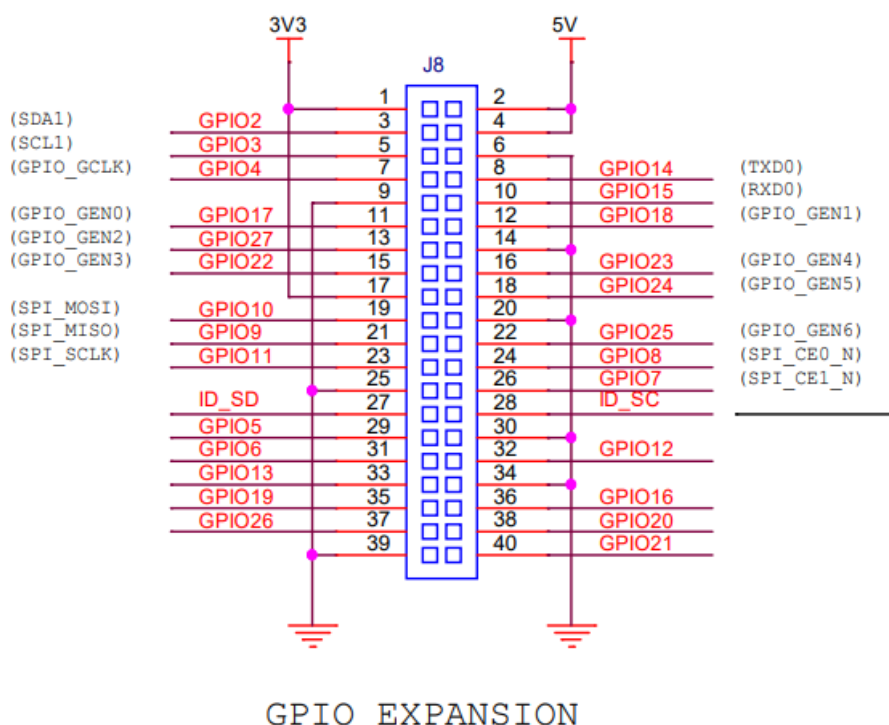 3V3 5V
J8
1 2
(SDA1) GPIO2 3 4
(SCL1) GPIO3 5 6
(GPIO_GCLK) GPIO4 7 8 GPIO14 (TXD0)
9 10 GPIO15 (RXD0)
(GPIO_GEN0) GPIO17 11 12 GPIO18 (GPIO_GEN1)
(GPIO_GEN2) GPIO27 13 14
(GPIO_GEN3) GPIO22 15 16 GPIO23 (GPIO_GEN4)
17 18 GPIO24 (GPIO_GEN5)
(SPI_MOSI) GPIO10 19 20
(SPI_MISO) GPIO9 21 22 GPIO25 (GPIO_GEN6)
(SPI_SCLK) GPIO11 23 24 GPIO8 (SPI_CE0_N)
25 26 GPIO7 (SPI_CE1_N)
ID_SD 27 28 ID_SC
GPIO5 29 30
GPIO6 31 32 GPIO12
GPIO13 33 34
GPIO19 35 36 GPIO16
GPIO26 37 38 GPIO20
39 40 GPIO21
GPIO EXPANSION